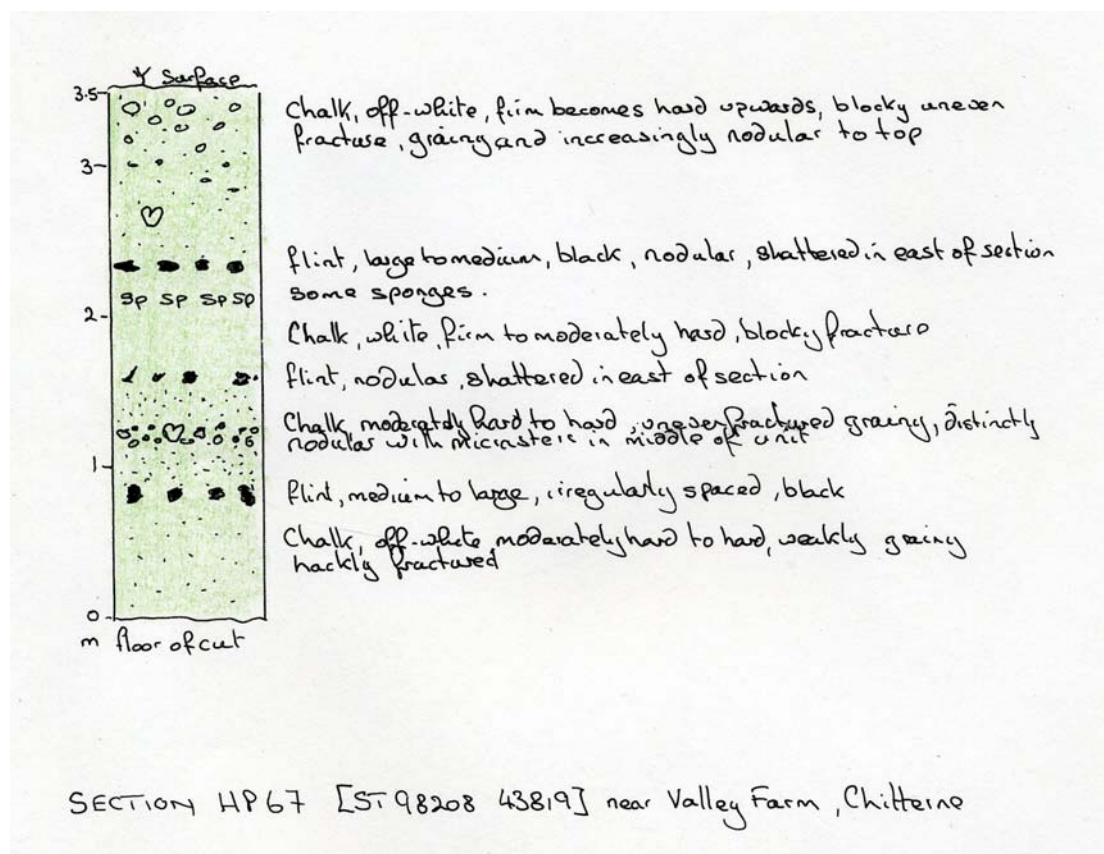 Y Surface
3.5
Chalk, off-white, firm becomes hard upwards, blocky uneven
fracture, grainy and increasingly nodular to top
3
flint, large to medium, black, nodular, shattered in east of section
some sponges.
sp sp sp sp
2
Chalk, white, firm to moderately hard, blocky fracture
flint, nodular, shattered in east of section
Chalk, moderately hard to hard, uneven fractured grainy, distinctly
nodular with micrasters in middle of unit
1
flint, medium to large, irregularly spaced, black
Chalk, off-white moderately hard to hard, weakly grainy
hackly fractured
0
m floor of cut
SECTION HP67 [ST 98208 43819] near Valley Farm, Chitterne